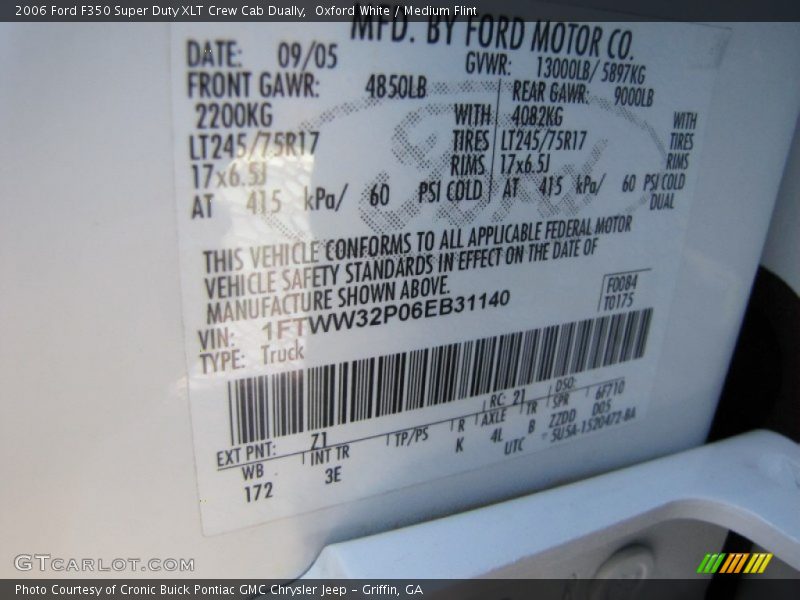 2006 Ford F350 Super Duty XLT Crew Cab Dually,  Oxford White / Medium Flint
MFD. BY FORD MOTOR CO.
DATE: 09/05 GVWR: 13000LB/ 5897KG
FRONT GAWR: 4850LB REAR GAWR: 9000LB
2200KG WITH 4082KG WITH
LT245/75R17 TIRES LT245/75R17 TIRES
17x6.5J RIMS 17x6.5J RIMS
AT 415 kPa/ 60 PSI COLD AT 415 kPa/ 60 PSI COLD
DUAL
THIS VEHICLE CONFORMS TO ALL APPLICABLE FEDERAL MOTOR
VEHICLE SAFETY STANDARDS IN EFFECT ON THE DATE OF
MANUFACTURE SHOWN ABOVE.
F0084
VIN: 1FTWW32P06EB31140 T0175
TYPE: Truck
RC: 21 DSO:
EXT PNT: Z1 TP/PS R AXLE TR SPR 6F710
WB INT TR K 4L B 22DD D05
172 3E UTC 5U5A-1520472-BA
GTCARLOT.COM
Photo Courtesy of Cronic Buick Pontiac GMC Chrysler Jeep – Griffin, GA